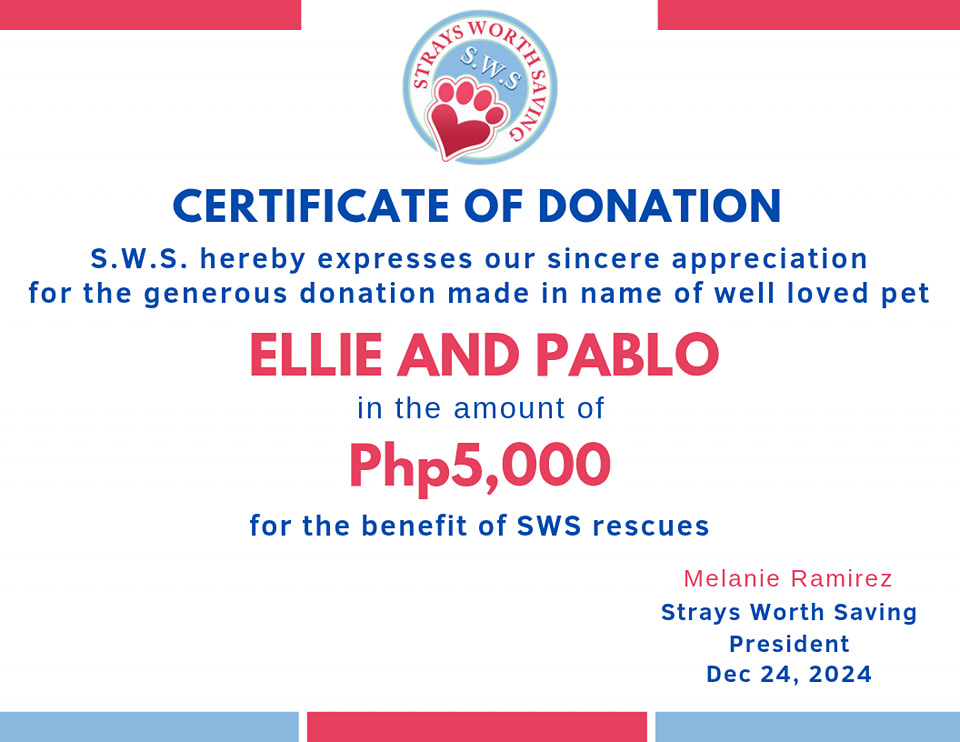 STRAYS WORTH SAVING
S.W.S
CERTIFICATE OF DONATION
S.W.S. hereby expresses our sincere appreciation
for the generous donation made in name of well loved pet
ELLIE AND PABLO
in the amount of
Php5,000
for the benefit of SWS rescues
Melanie Ramirez
Strays Worth Saving
President
Dec 24, 2024